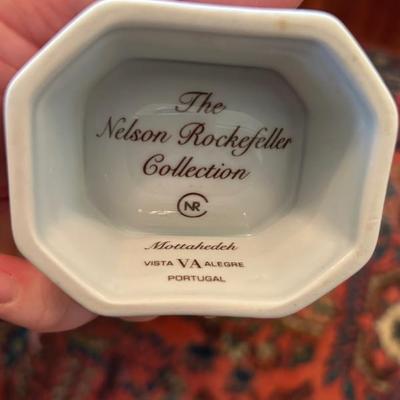 The
Nelson Rockefeller
Collection
NR
Mottahedeh
VISTA VA ALEGRE
PORTUGAL